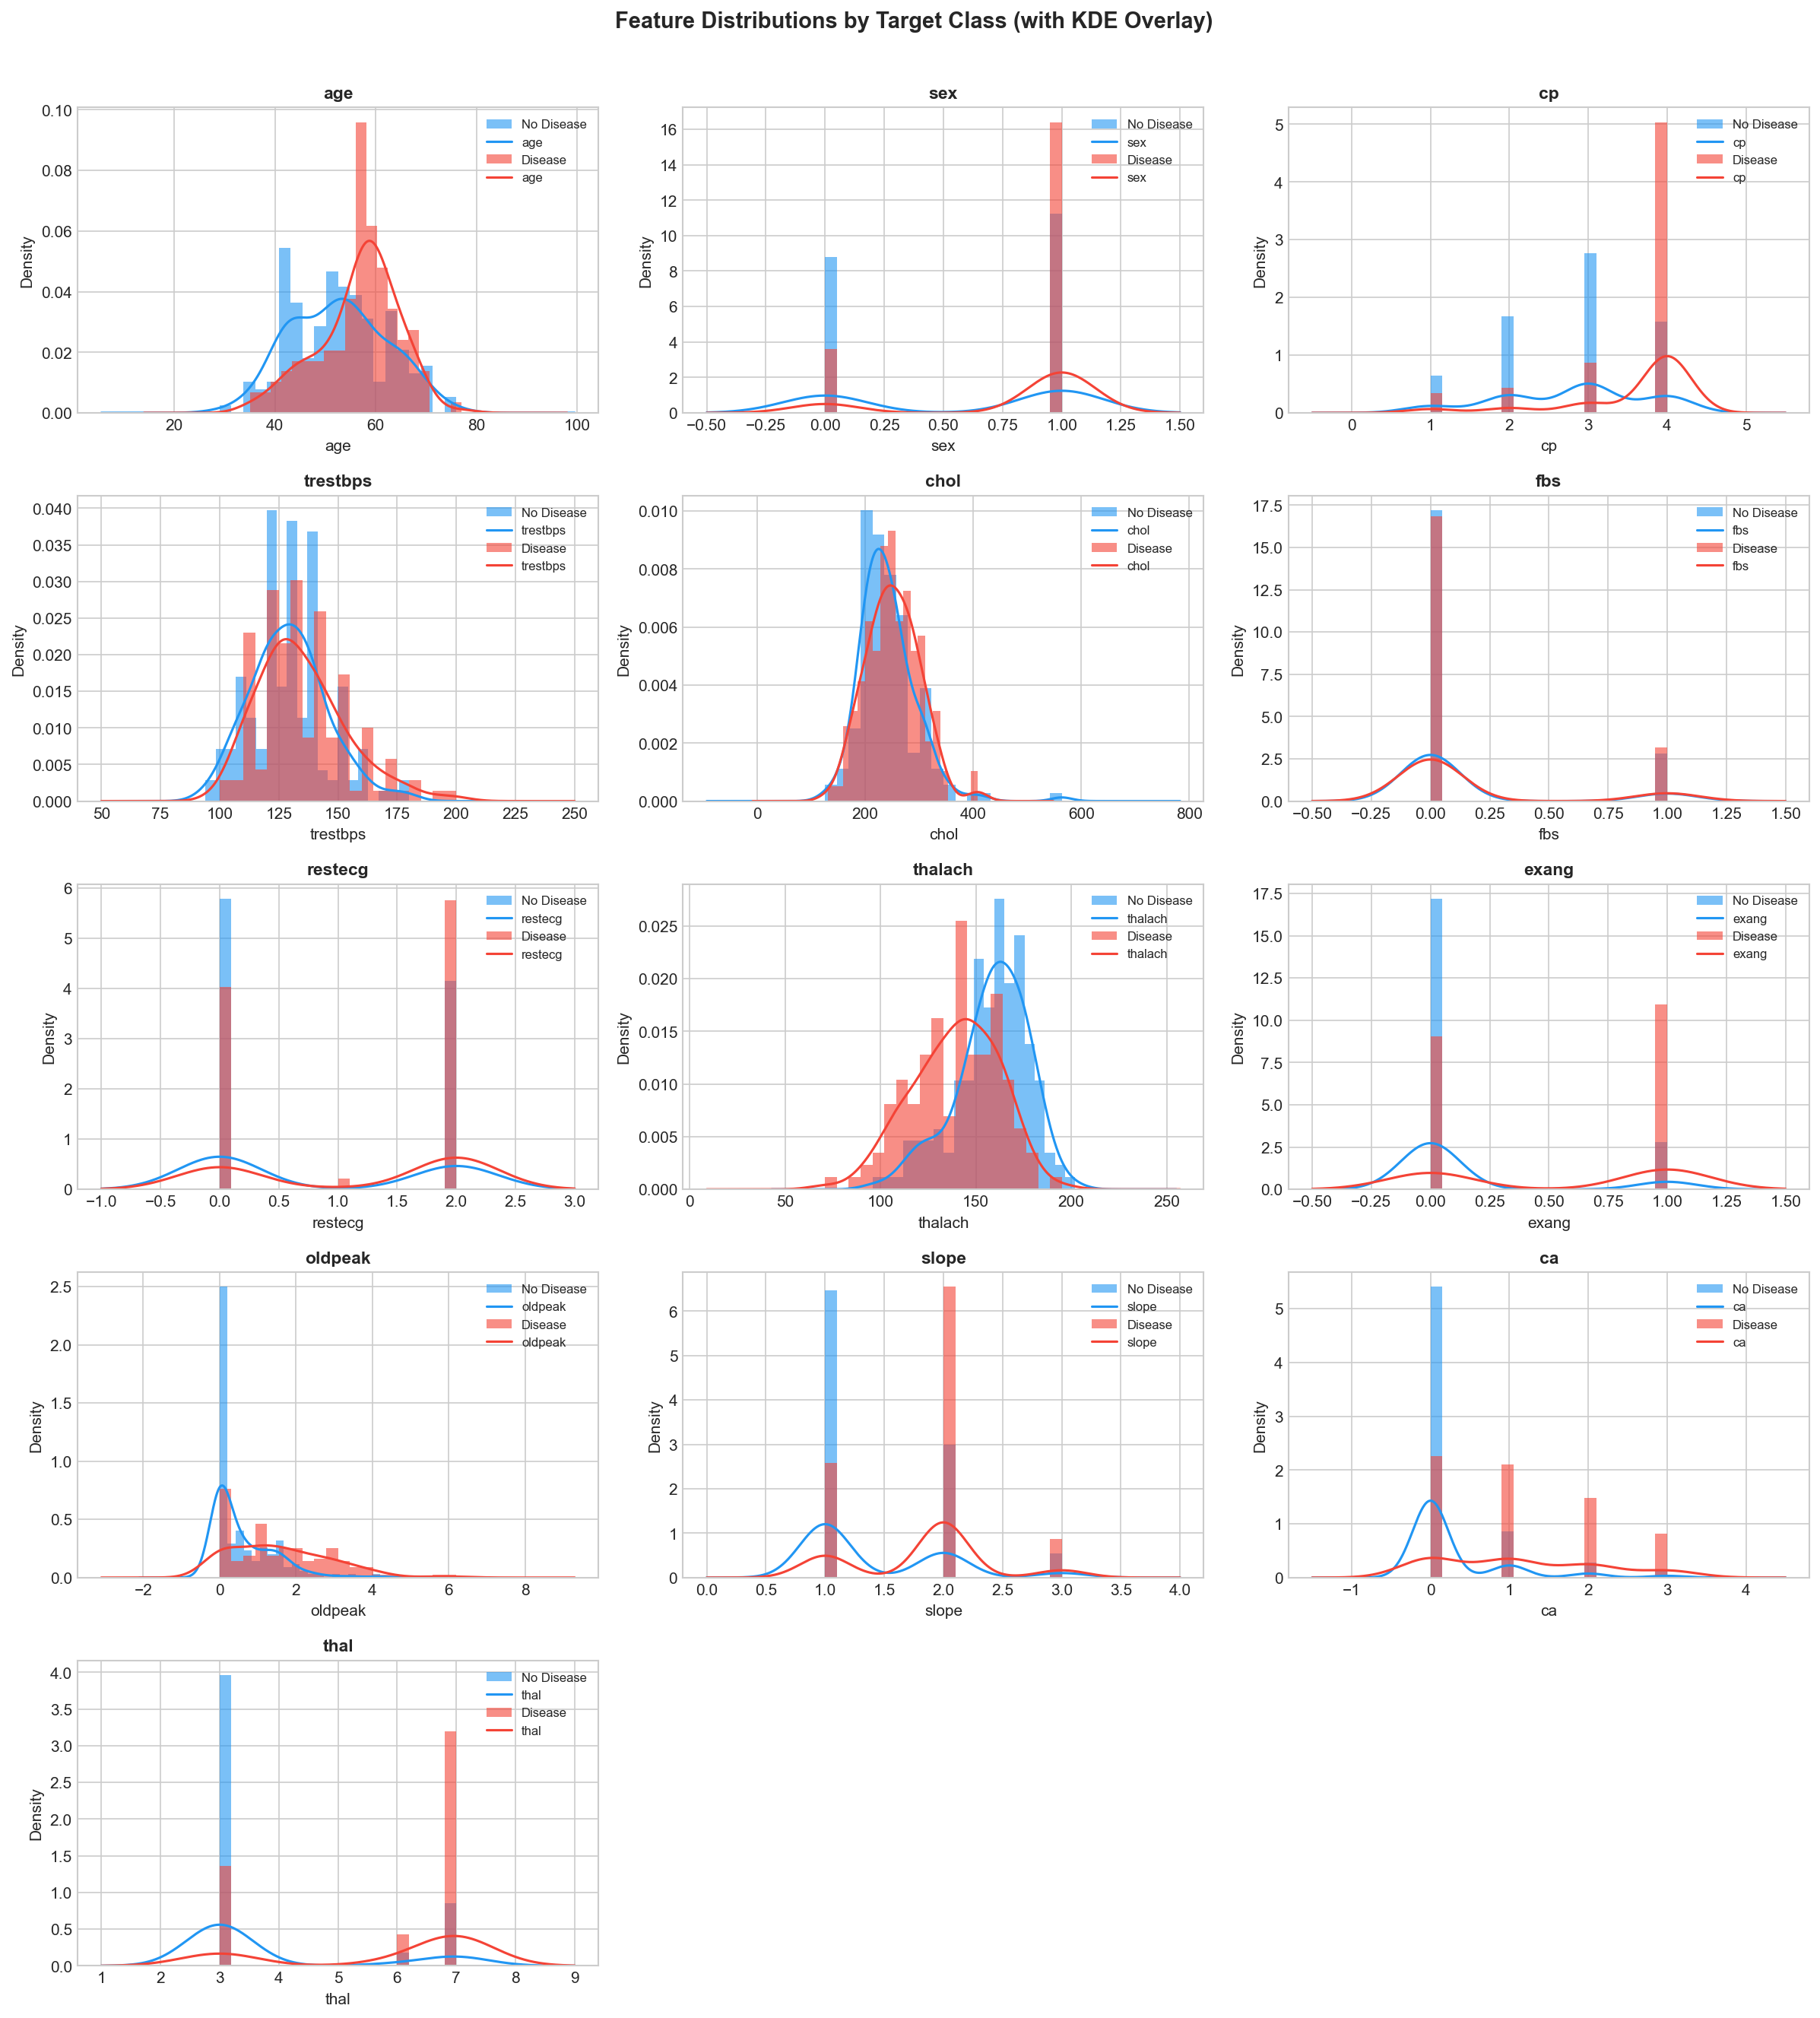 Feature Distributions by Target Class (with KDE Overlay)
age
0.10
0.08
0.06
0.04
0.02
0.00
Density
20 40 60 80 100
age
No Disease
age
Disease
age
sex
16
14
12
10
8
6
4
2
0
Density
−0.50 −0.25 0.00 0.25 0.50 0.75 1.00 1.25 1.50
sex
No Disease
sex
Disease
sex
cp
5
4
3
2
1
0
Density
0 1 2 3 4 5
cp
No Disease
cp
Disease
cp
trestbps
0.040
0.035
0.030
0.025
0.020
0.015
0.010
0.005
0.000
Density
50 75 100 125 150 175 200 225 250
trestbps
No Disease
trestbps
Disease
trestbps
chol
0.010
0.008
0.006
0.004
0.002
0.000
Density
0 200 400 600 800
chol
No Disease
chol
Disease
chol
fbs
17.5
15.0
12.5
10.0
7.5
5.0
2.5
0.0
Density
−0.50 −0.25 0.00 0.25 0.50 0.75 1.00 1.25 1.50
fbs
No Disease
fbs
Disease
fbs
restecg
6
5
4
3
2
1
0
Density
−1.0 −0.5 0.0 0.5 1.0 1.5 2.0 2.5 3.0
restecg
No Disease
restecg
Disease
restecg
thalach
0.025
0.020
0.015
0.010
0.005
0.000
Density
0 50 100 150 200 250
thalach
No Disease
thalach
Disease
thalach
exang
17.5
15.0
12.5
10.0
7.5
5.0
2.5
0.0
Density
−0.50 −0.25 0.00 0.25 0.50 0.75 1.00 1.25 1.50
exang
No Disease
exang
Disease
exang
oldpeak
2.5
2.0
1.5
1.0
0.5
0.0
Density
−2 0 2 4 6 8
oldpeak
No Disease
oldpeak
Disease
oldpeak
slope
6
5
4
3
2
1
0
Density
0.0 0.5 1.0 1.5 2.0 2.5 3.0 3.5 4.0
slope
No Disease
slope
Disease
slope
ca
5
4
3
2
1
0
Density
−1 0 1 2 3 4
ca
No Disease
ca
Disease
ca
thal
4.0
3.5
3.0
2.5
2.0
1.5
1.0
0.5
0.0
Density
1 2 3 4 5 6 7 8 9
thal
No Disease
thal
Disease
thal